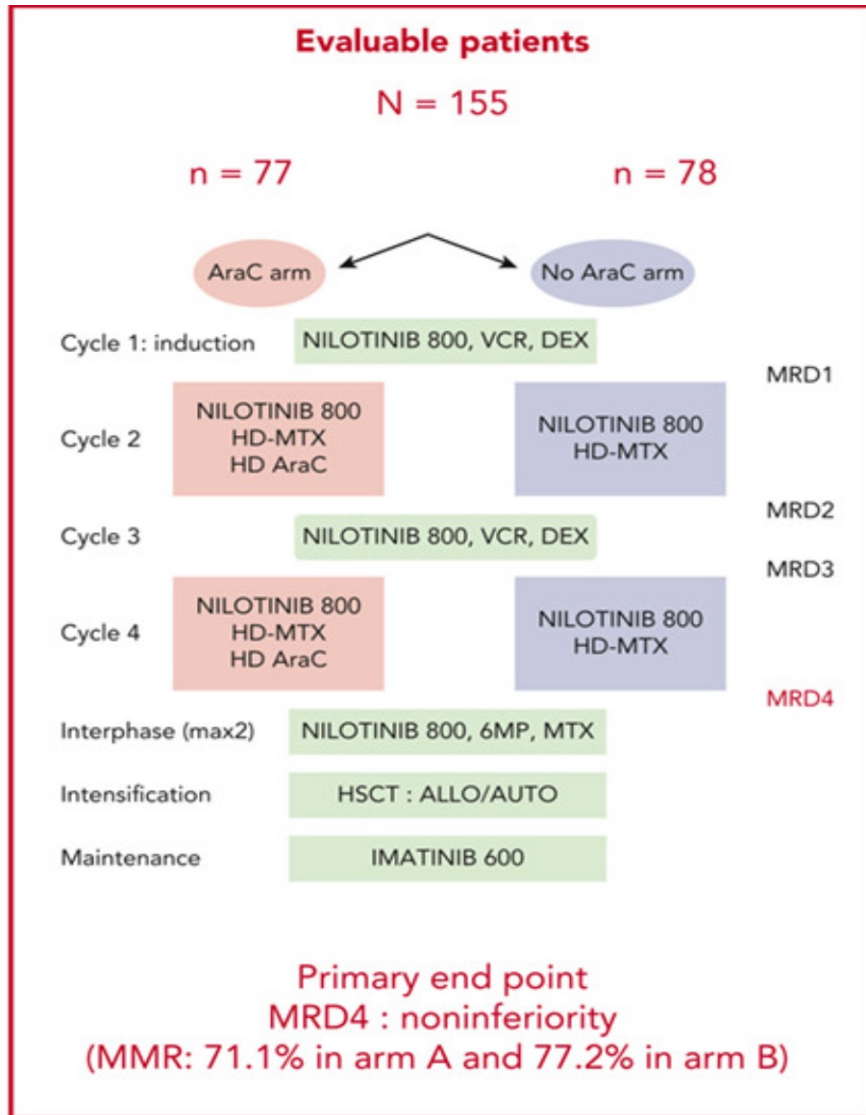 Evaluable patients
N = 155
n = 77
n = 78
AraC arm
No AraC arm
Cycle 1: induction
NILOTINIB 800, VCR, DEX
MRD1
Cycle 2
NILOTINIB 800
HD-MTX
HD AraC
NILOTINIB 800
HD-MTX
MRD2
Cycle 3
NILOTINIB 800, VCR, DEX
MRD3
Cycle 4
NILOTINIB 800
HD-MTX
HD AraC
NILOTINIB 800
HD-MTX
MRD4
Interphase (max2)
NILOTINIB 800, 6MP, MTX
Intensification
HSCT : ALLO/AUTO
Maintenance
IMATINIB 600
Primary end point
MRD4 : noninferiority
(MMR: 71.1% in arm A and 77.2% in arm B)